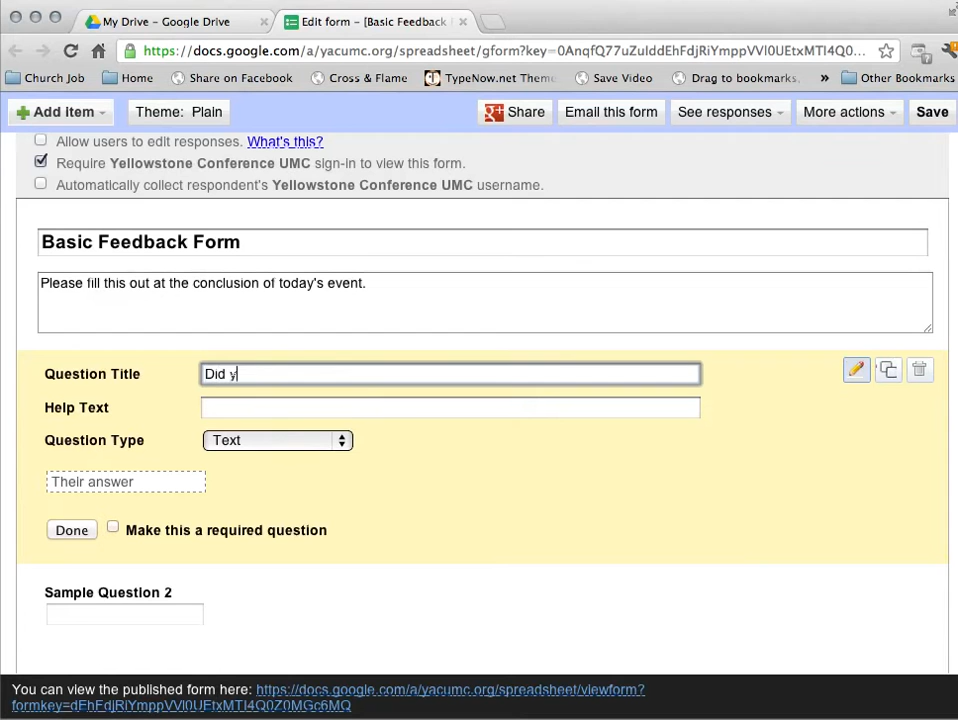 My Drive – Google Drive
Edit form – [Basic Feedback
https://docs.google.com/a/yacumc.org/spreadsheet/gform?key=0AnqfQ77uZulddEhFdjRiYmppVVl0UEtxMTI4Q0...
Church Job Home Share on Facebook Cross & Flame TypeNow.net Theme Save Video Drag to bookmarks. » Other Bookmarks
Add item Theme: Plain Share Email this form See responses More actions Save
Allow users to edit responses. What's this?
Require Yellowstone Conference UMC sign-in to view this form.
Automatically collect respondent's Yellowstone Conference UMC username.
Basic Feedback Form
Please fill this out at the conclusion of today's event.
Question Title Did y
Help Text
Question Type Text
Their answer
Done Make this a required question
Sample Question 2
You can view the published form here: https://docs.google.com/a/yacumc.org/spreadsheet/viewform?
formkey=dEhFdjRiYmppVVl0UEtxMTI4Q0Z0MGc6MQ